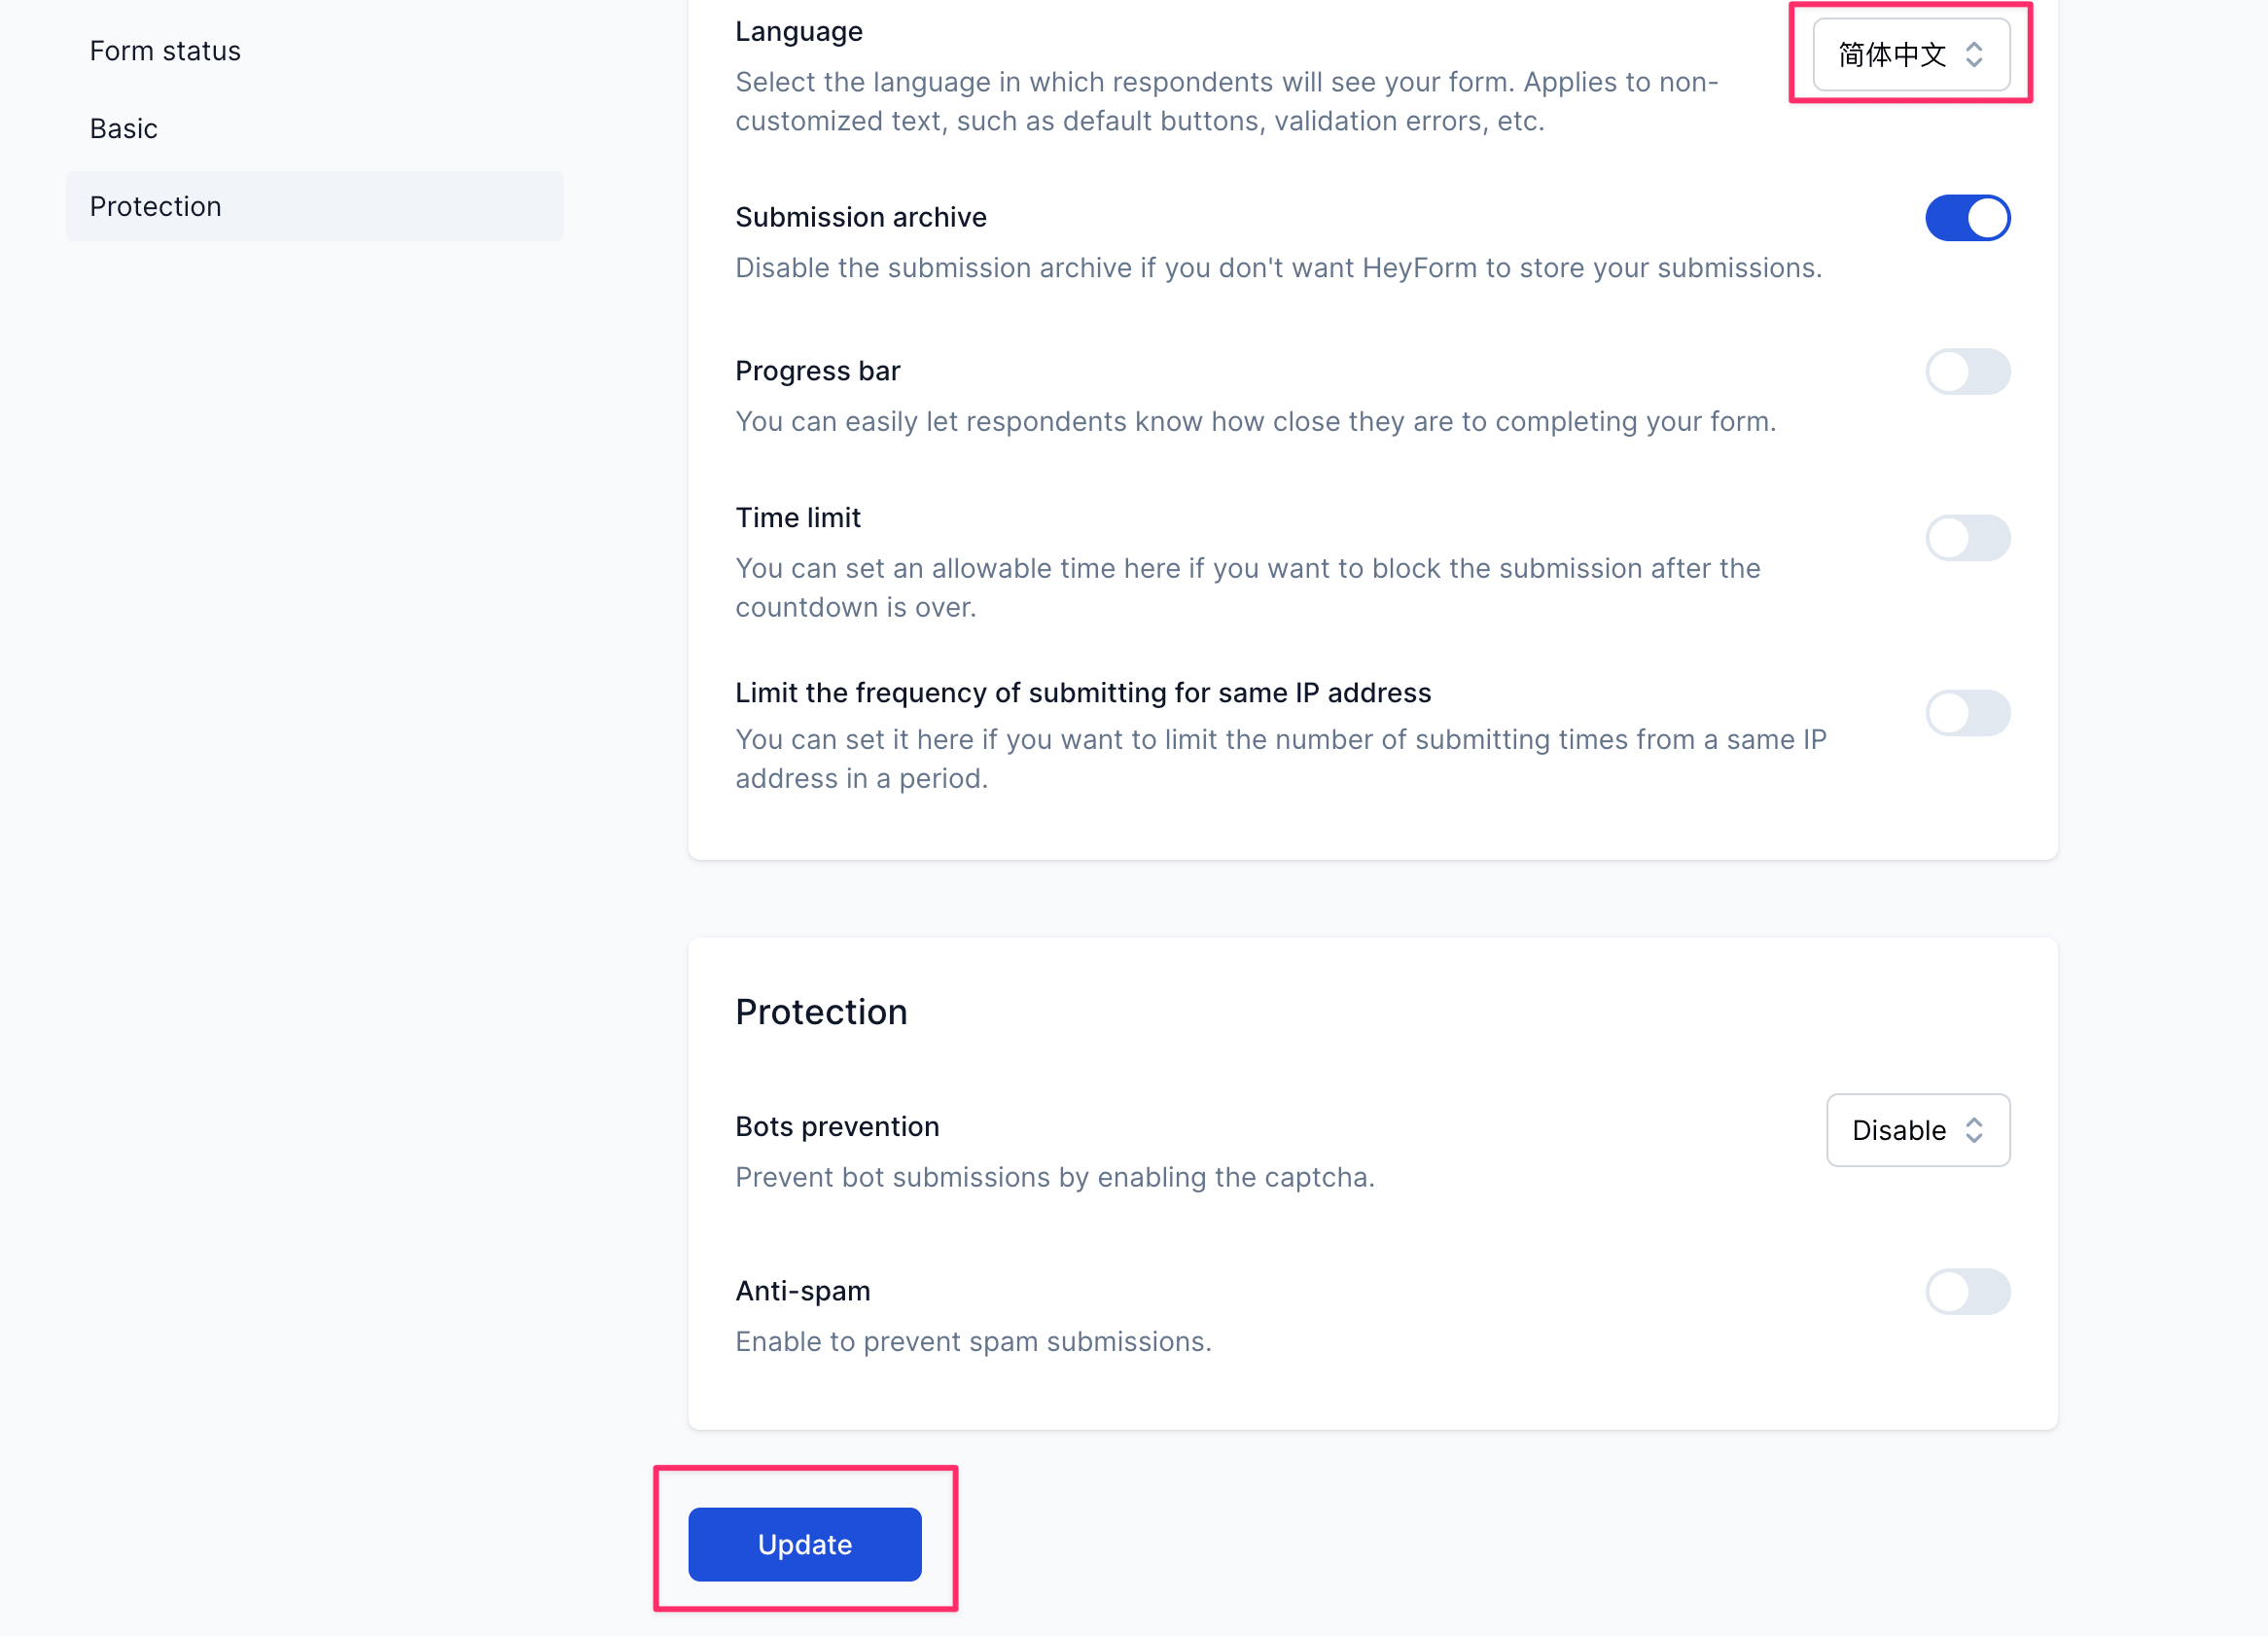 Form status
Basic
Protection
Language
简体中文
Select the language in which respondents will see your form. Applies to non-
customized text, such as default buttons, validation errors, etc.
Submission archive
Disable the submission archive if you don't want HeyForm to store your submissions.
Progress bar
You can easily let respondents know how close they are to completing your form.
Time limit
You can set an allowable time here if you want to block the submission after the
countdown is over.
Limit the frequency of submitting for same IP address
You can set it here if you want to limit the number of submitting times from a same IP
address in a period.
Protection
Bots prevention
Disable
Prevent bot submissions by enabling the captcha.
Anti-spam
Enable to prevent spam submissions.
Update